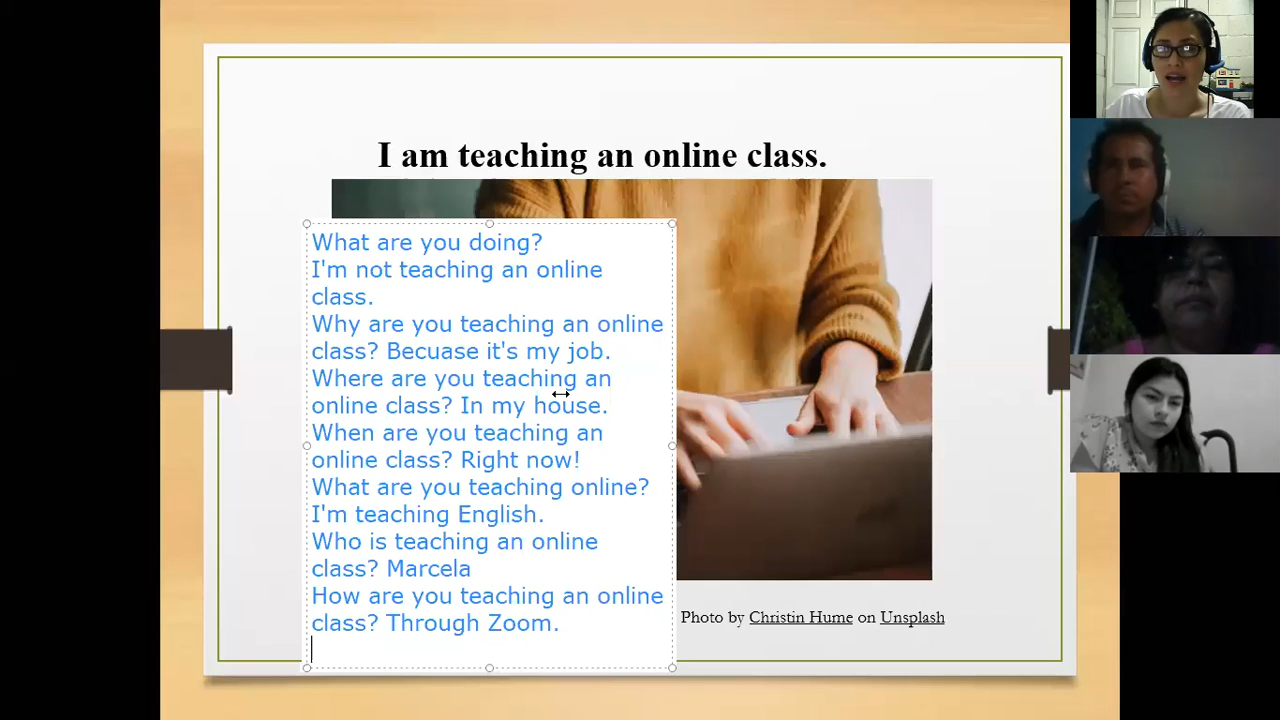 I am teaching an online class.
What are you doing?
I'm not teaching an online
class.
Why are you teaching an online
class? Becuase it's my job.
Where are you teaching an
online class? In my house.
When are you teaching an
online class? Right now!
What are you teaching online?
I'm teaching English.
Who is teaching an online
class? Marcela
How are you teaching an online
class? Through Zoom.
Photo by Christin Hume on Unsplash